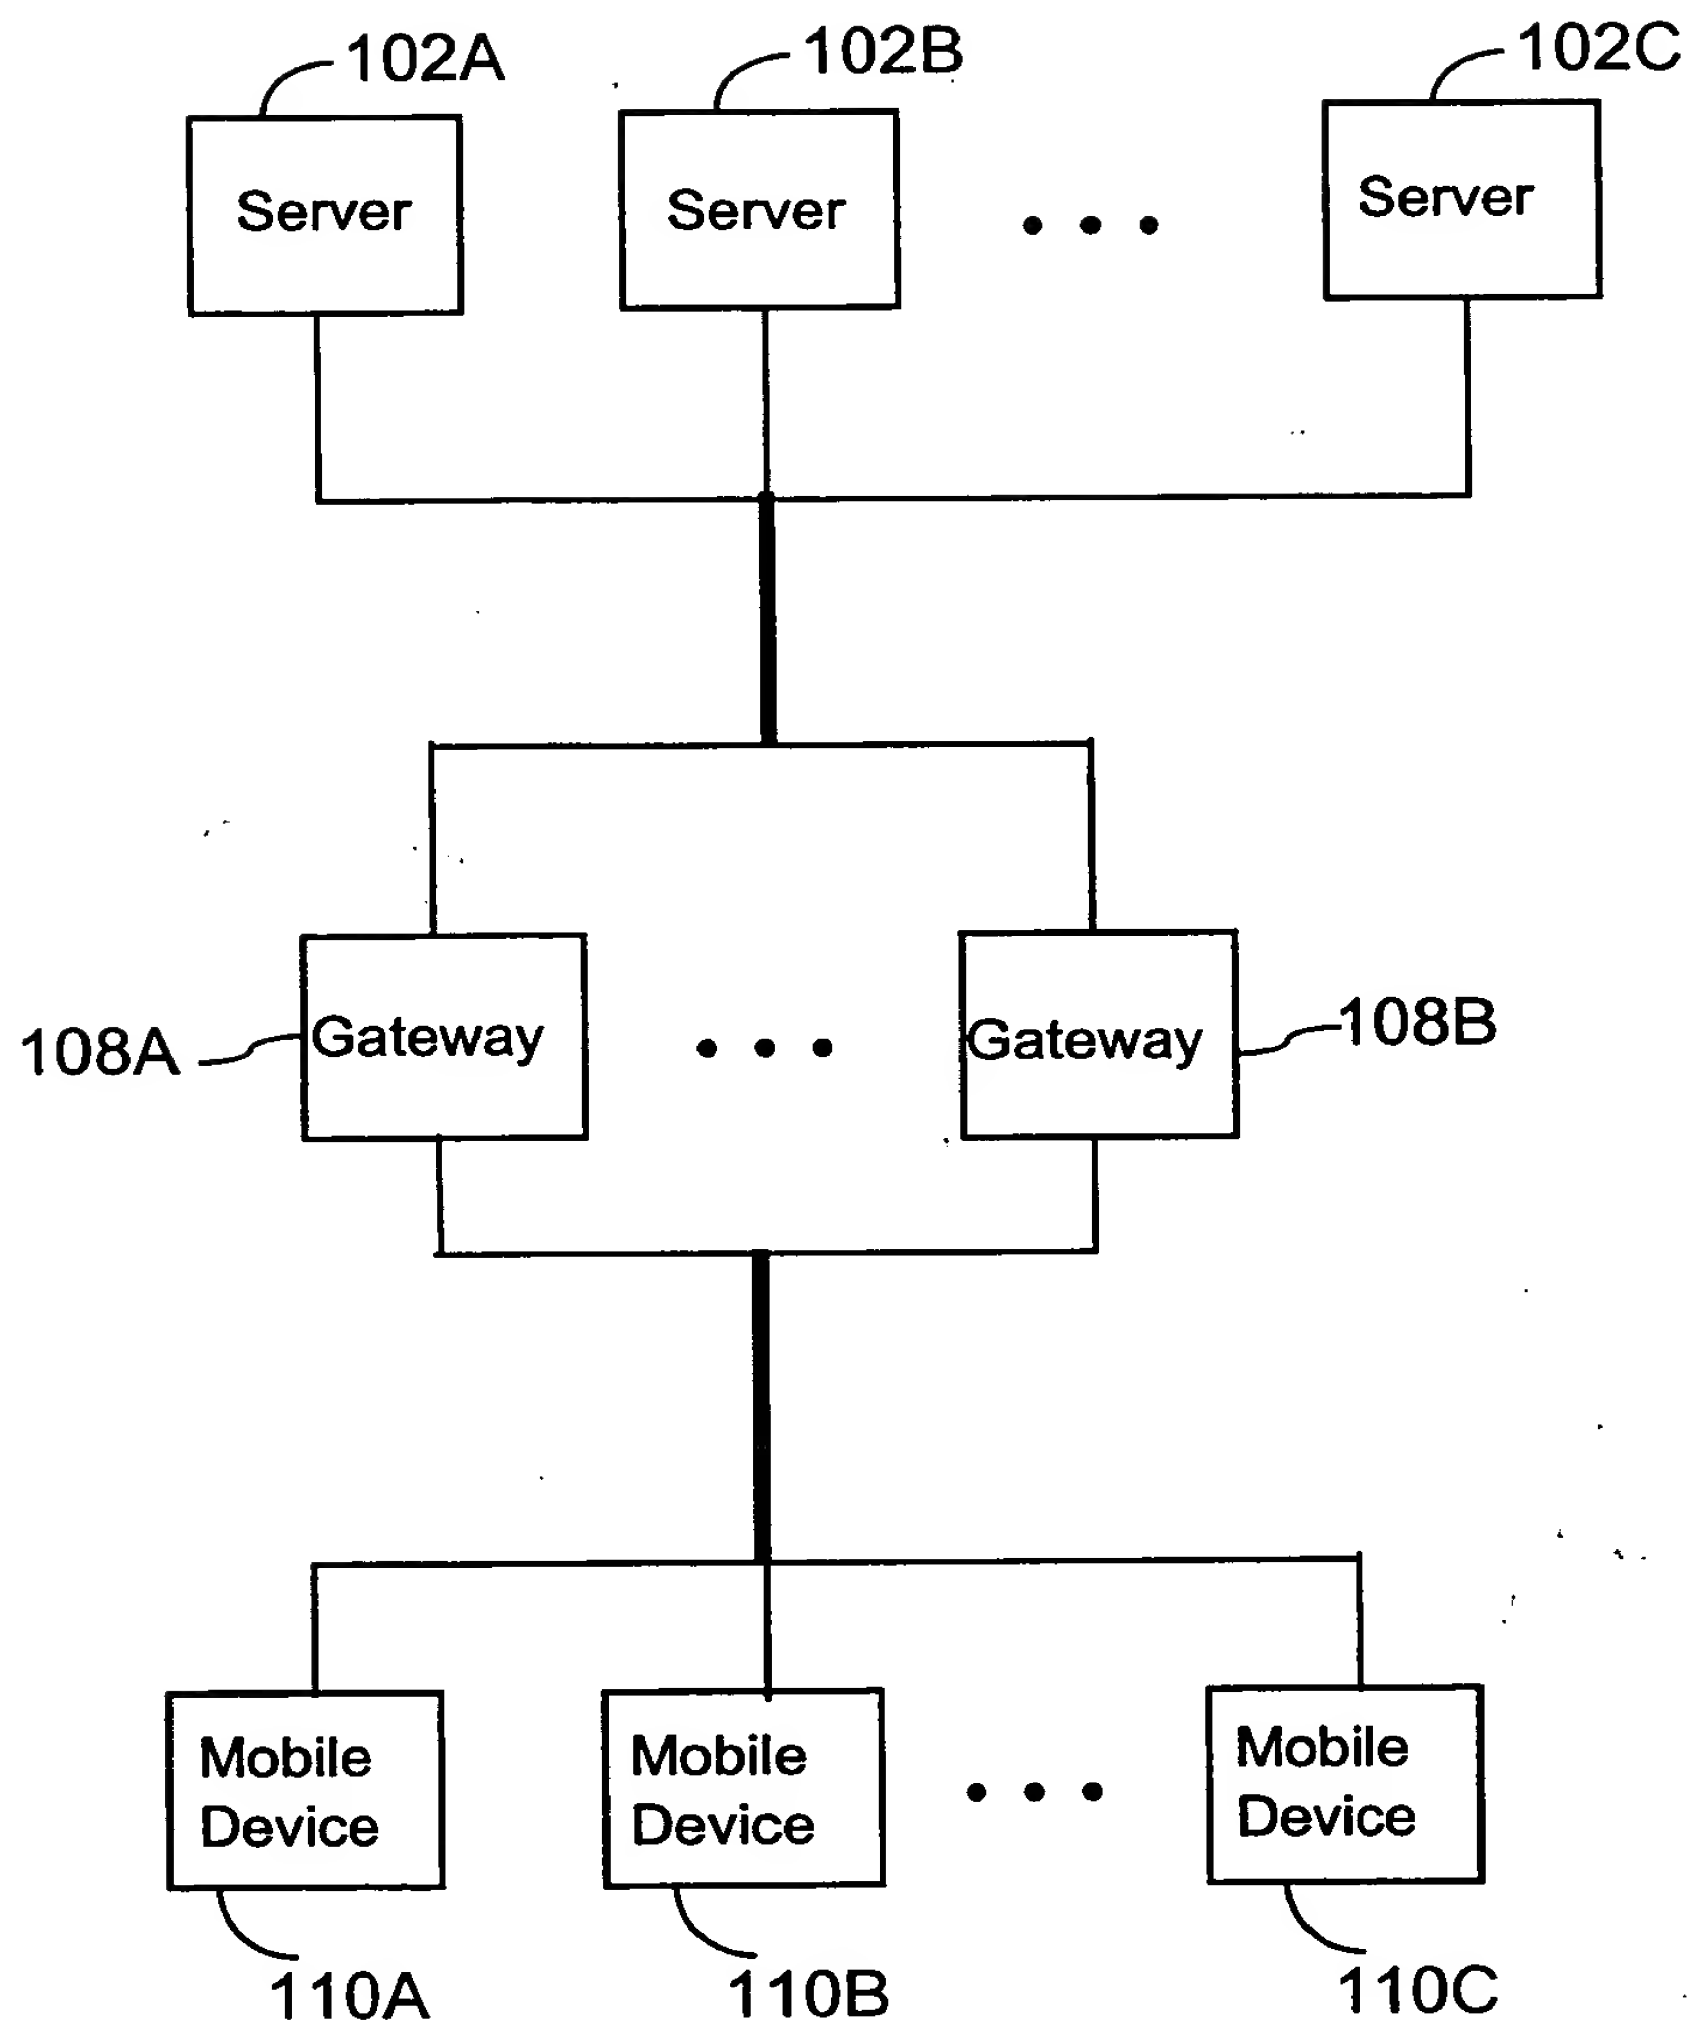 102A
102B
102C
Server
Server
Server
Gateway
Gateway
108A
108B
Mobile
Device
Mobile
Device
Mobile
Device
110A
110B
110C